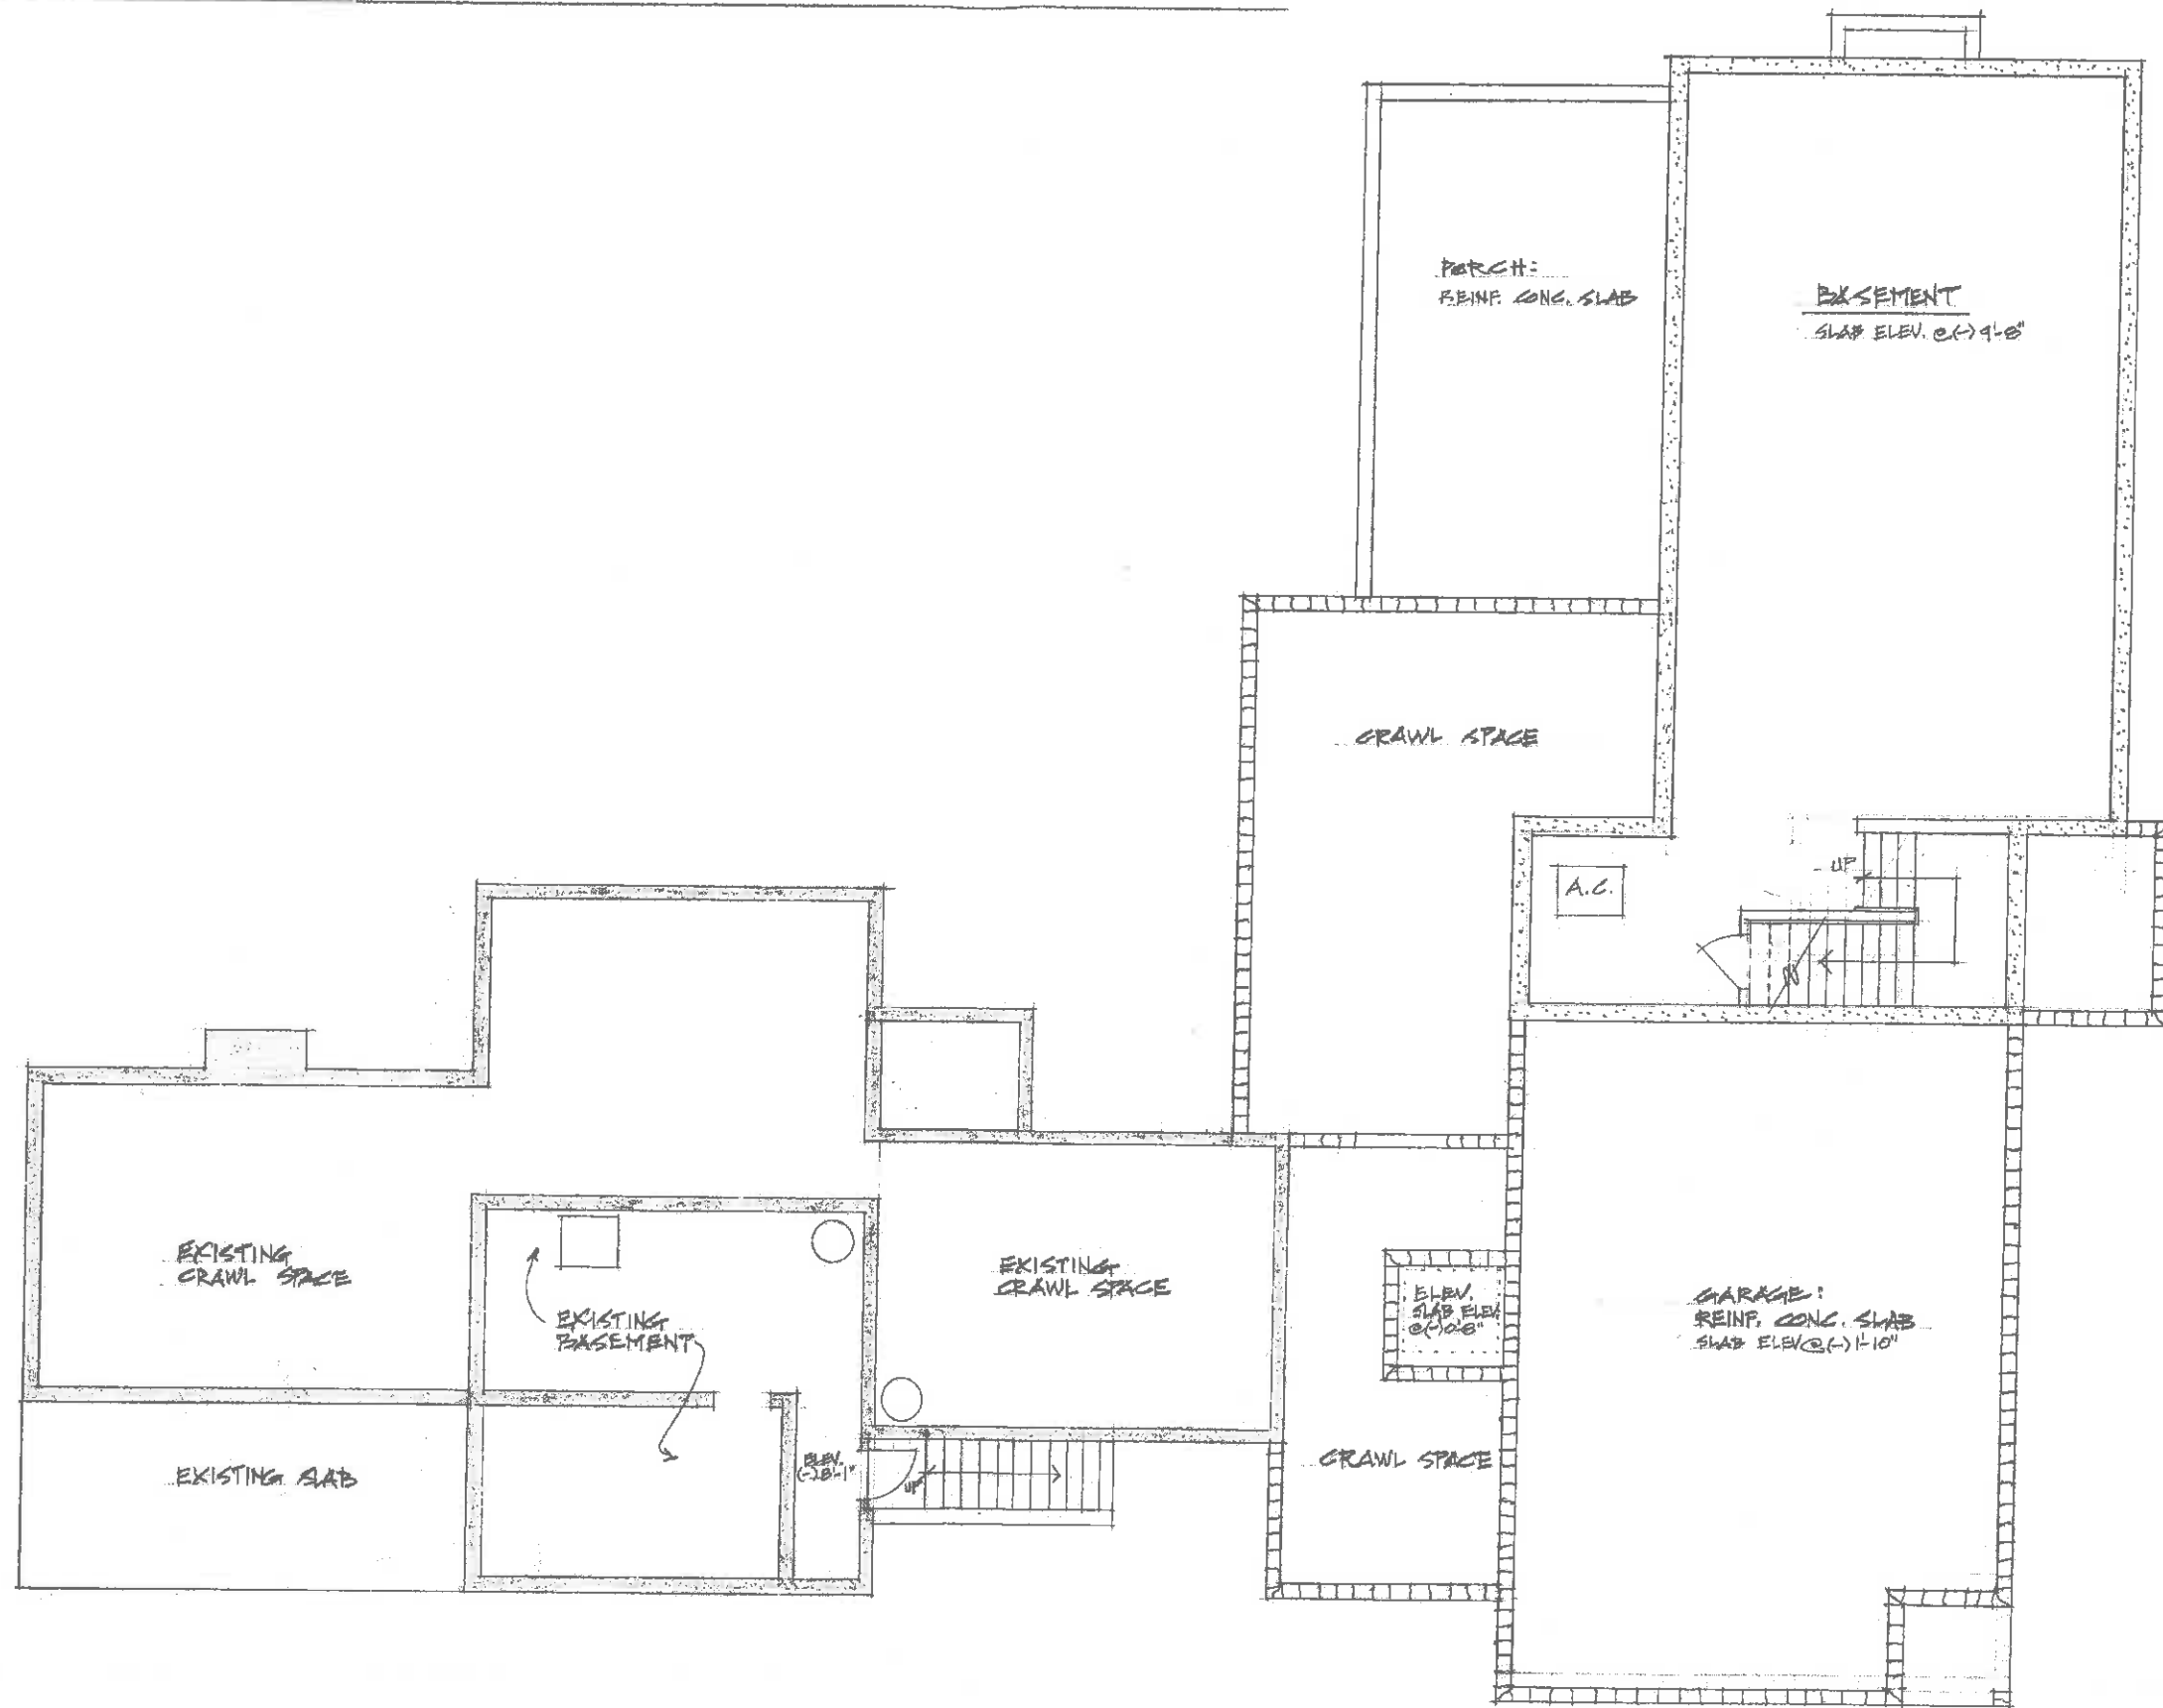 PORCH:
REINF. CONC. SLAB
BASEMENT
SLAB ELEV. @(-) 9'-8"
CRAWL SPACE
UP
A.C.
EXISTING
CRAWL SPACE
EXISTING
BASEMENT
EXISTING
CRAWL SPACE
ELEV.
SLAB ELEV.
GARAGE:
REINF. CONC. SLAB
SLAB ELEV @(-) 1'-10"
EXISTING SLAB
ELEV.
(-) 8'-1"
UP
CRAWL SPACE